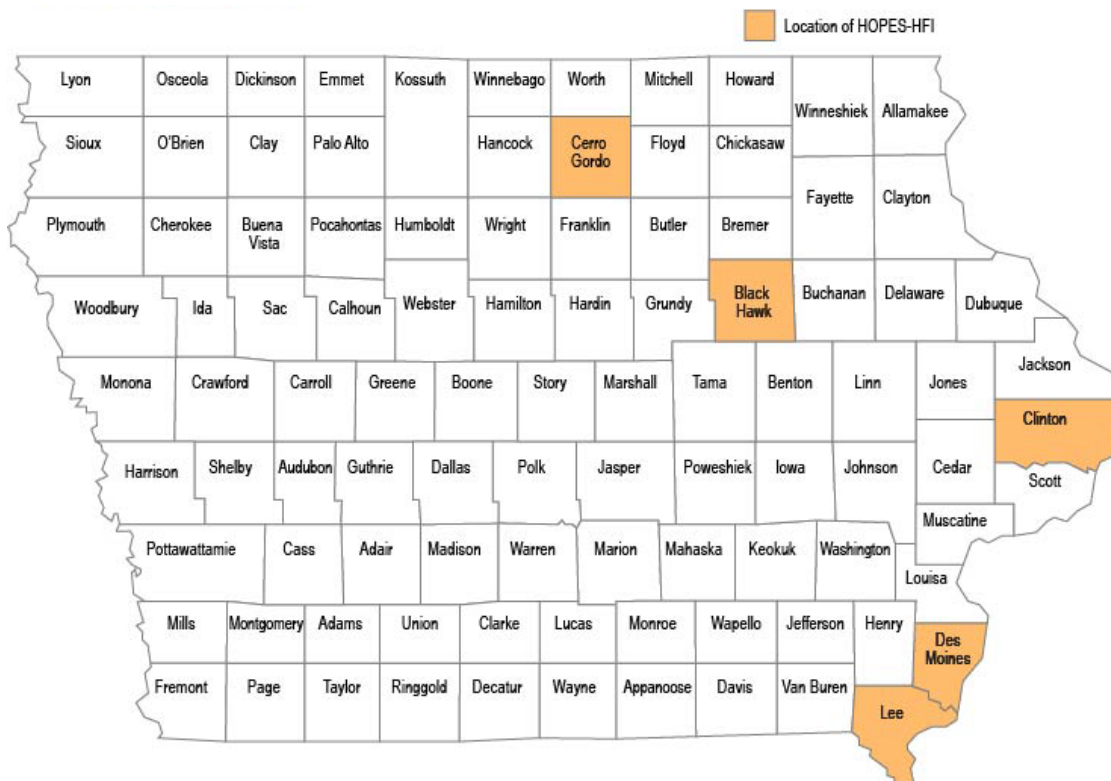 Location of HOPES-HFI
Lyon
Osceola
Dickinson
Emmet
Kossuth
Winnebago
Worth
Mitchell
Howard
Winneshiek
Allamakee
Sioux
O'Brien
Clay
Palo Alto
Hancock
Cerro
Gordo
Floyd
Chickasaw
Fayette
Clayton
Plymouth
Cherokee
Buena
Vista
Pocahontas
Humboldt
Wright
Franklin
Butler
Bremer
Woodbury
Ida
Sac
Calhoun
Webster
Hamilton
Hardin
Grundy
Black
Hawk
Buchanan
Delaware
Dubuque
Monona
Crawford
Carroll
Greene
Boone
Story
Marshall
Tama
Benton
Linn
Jones
Jackson
Clinton
Harrison
Shelby
Audubon
Guthrie
Dallas
Polk
Jasper
Poweshiek
Iowa
Johnson
Cedar
Scott
Muscatine
Pottawattamie
Cass
Adair
Madison
Warren
Marion
Mahaska
Keokuk
Washington
Louisa
Mills
Montgomery
Adams
Union
Clarke
Lucas
Monroe
Wapello
Jefferson
Henry
Des
Moines
Fremont
Page
Taylor
Ringgold
Decatur
Wayne
Appanoose
Davis
Van Buren
Lee